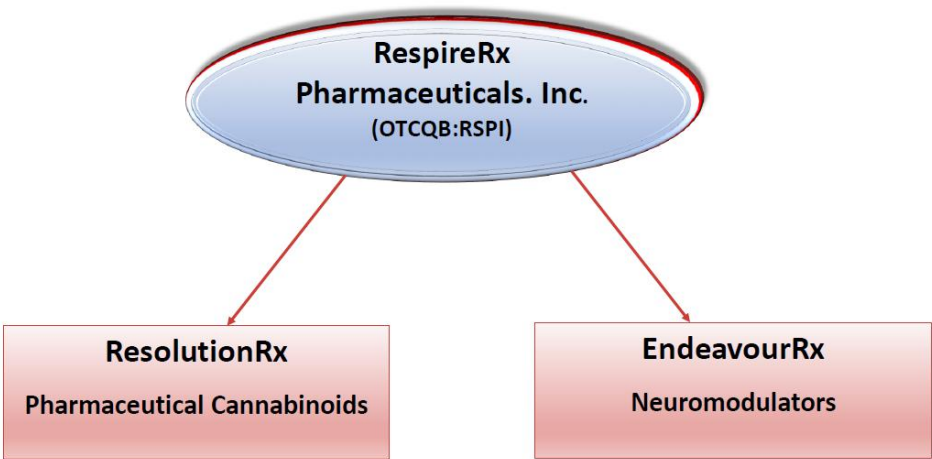 RespireRx
Pharmaceuticals. Inc.
(OTCQB:RSPI)
ResolutionRx
Pharmaceutical Cannabinoids
EndeavourRx
Neuromodulators